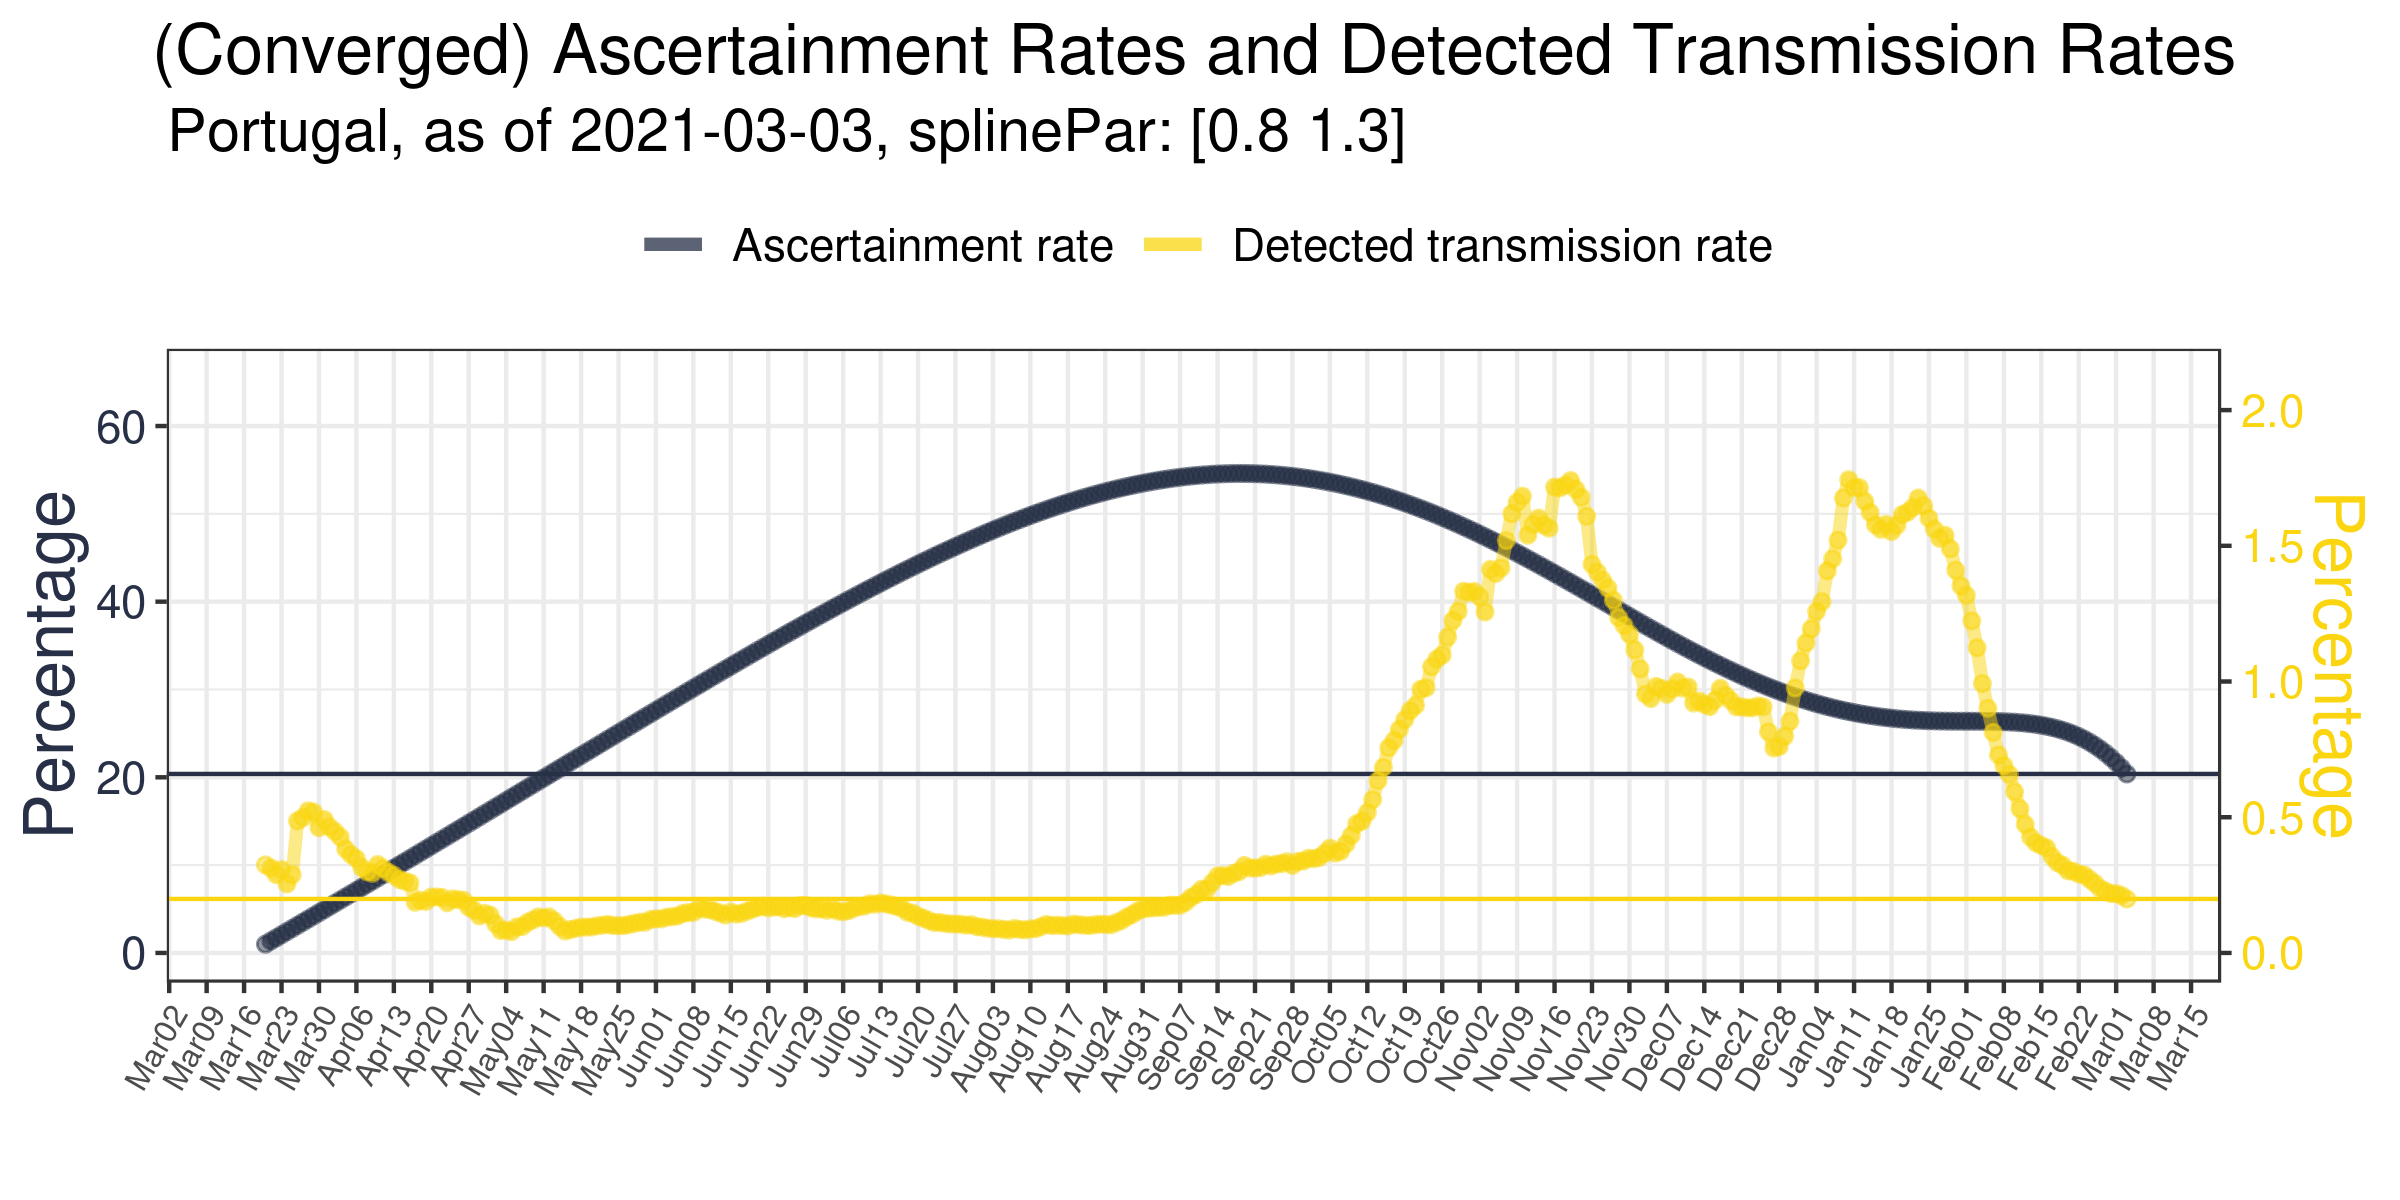 (Converged) Ascertainment Rates and Detected Transmission Rates
Portugal, as of 2021-03-03, splinePar: [0.8 1.3]
Ascertainment rate Detected transmission rate
Percentage
60
40
20
0
2.0
1.5
1.0
0.5
0.0
Percentage
Mar02 Mar09 Mar16 Mar23 Mar30 Apr06 Apr13 Apr20 Apr27 May04 May11 May18 May25 Jun01 Jun08 Jun15 Jun22 Jun29 Jul06 Jul13 Jul20 Jul27 Aug03 Aug10 Aug17 Aug24 Aug31 Sep07 Sep14 Sep21 Sep28 Oct05 Oct12 Oct19 Oct26 Nov02 Nov09 Nov16 Nov23 Nov30 Dec07 Dec14 Dec21 Dec28 Jan04 Jan11 Jan18 Jan25 Feb01 Feb08 Feb15 Feb22 Mar01 Mar08 Mar15